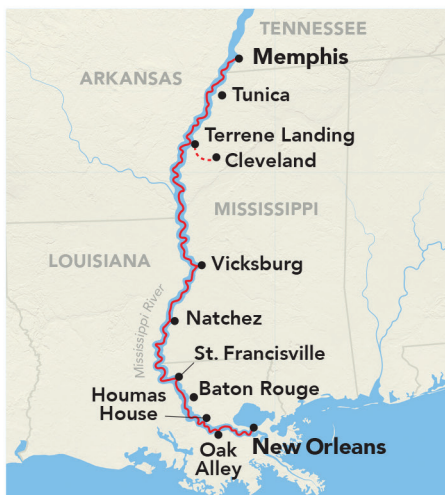 TENNESSEE
Memphis
ARKANSAS
Tunica
Terrene Landing
Cleveland
MISSISSIPPI
LOUISIANA
Vicksburg
Mississippi River
Natchez
St. Francisville
Baton Rouge
Houmas
House
New Orleans
Oak
Alley